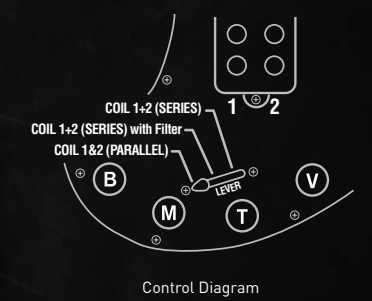 1 2
COIL 1+2 (SERIES)
COIL 1+2 (SERIES) with Filter
COIL 1&2 (PARALLEL)
B
V
LEVER
M
T
Control Diagram